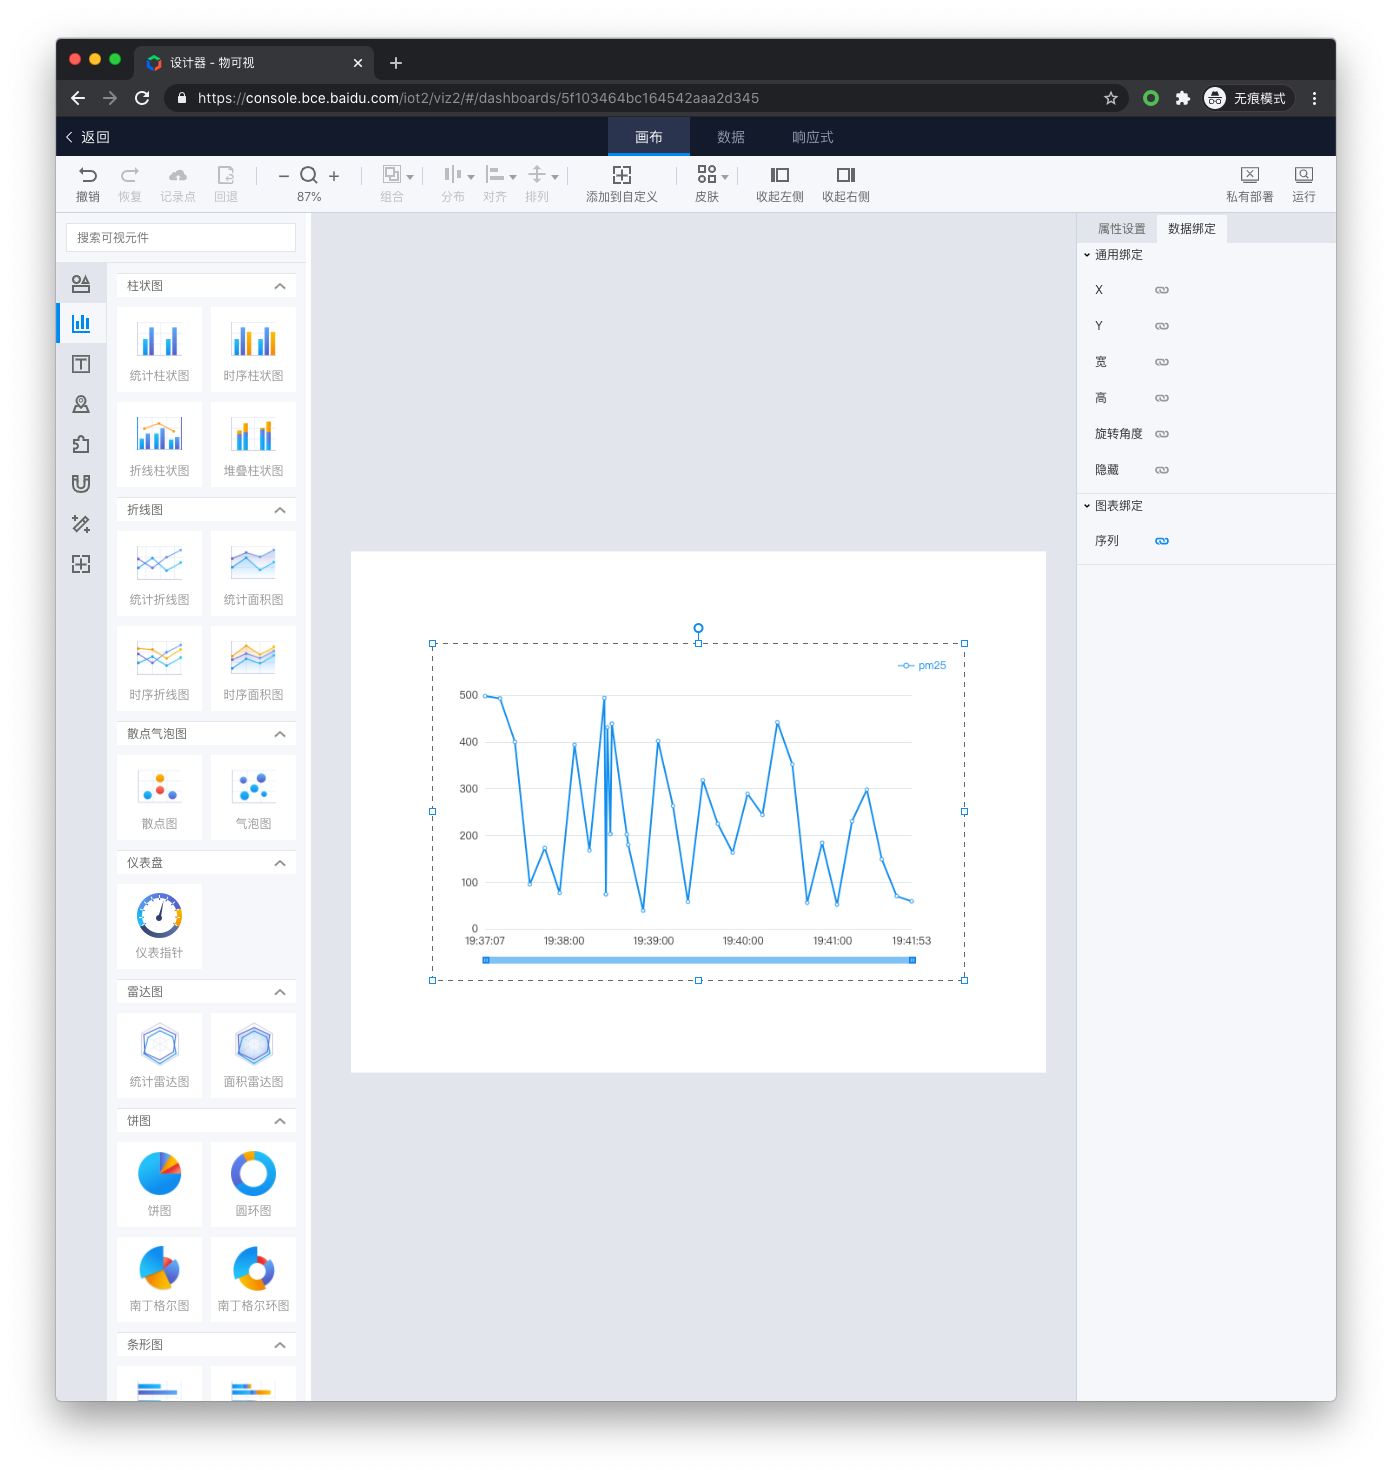 设计器 - 物可视
https://console.bce.baidu.com/iot2/viz2/#/dashboards/5f103464bc164542aaa2d345
无痕模式
返回
画布
数据
响应式
撤销
恢复
记录点
回退
87%
组合
分布
对齐
排列
添加到自定义
皮肤
收起左侧
收起右侧
私有部署
运行
搜索可视元件
柱状图
统计柱状图
时序柱状图
折线柱状图
堆叠柱状图
折线图
统计折线图
统计面积图
时序折线图
时序面积图
散点气泡图
散点图
气泡图
仪表盘
仪表指针
雷达图
统计雷达图
面积雷达图
饼图
饼图
圆环图
南丁格尔图
南丁格尔环图
条形图
pm25
500
400
300
200
100
0
19:37:07
19:38:00
19:39:00
19:40:00
19:41:00
19:41:53
属性设置
数据绑定
通用绑定
X
Y
宽
高
旋转角度
隐藏
图表绑定
序列